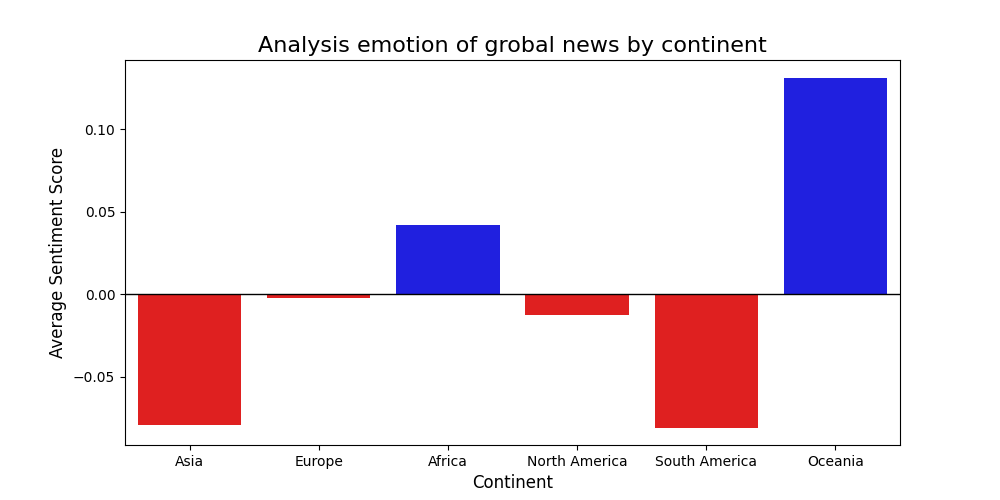 Analysis emotion of grobal news by continent
Average Sentiment Score
0.10
0.05
0.00
−0.05
Asia Europe Africa North America South America Oceania
Continent